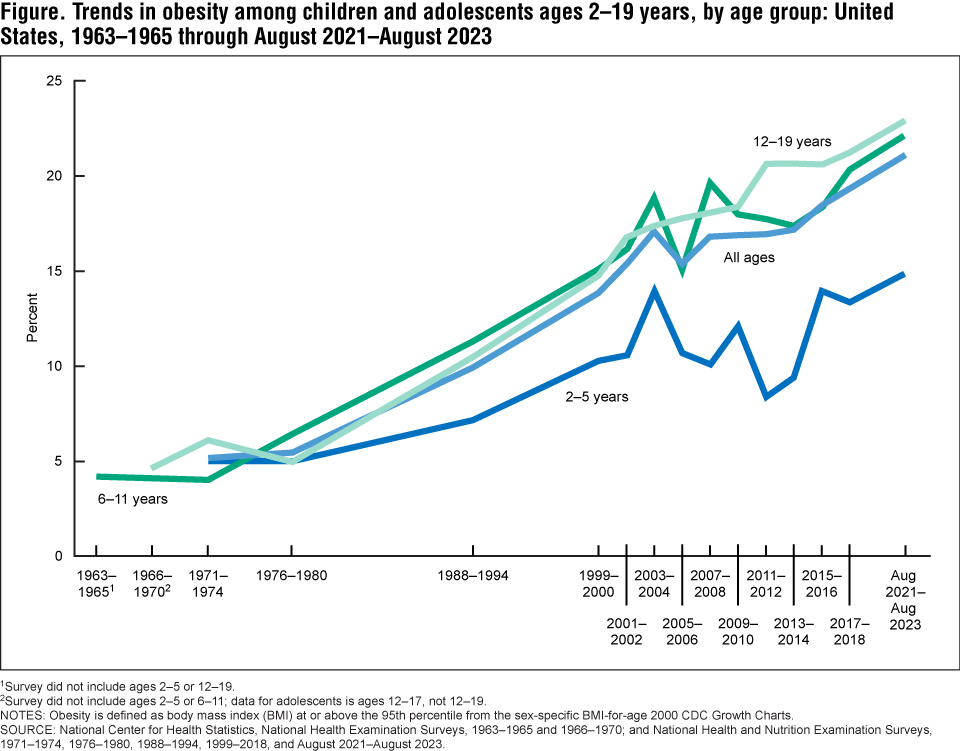 Figure. Trends in obesity among children and adolescents ages 2–19 years, by age group: United
States, 1963–1965 through August 2021–August 2023
25
20
15
10
5
0
Percent
12–19 years
All ages
2–5 years
6–11 years
1963–
1965¹
1966–
1970²
1971–
1974
1976–1980
1988–1994
1999–
2000
2001–
2002
2003–
2004
2005–
2006
2007–
2008
2009–
2010
2011–
2012
2013–
2014
2015–
2016
2017–
2018
Aug
2021–
Aug
2023
¹Survey did not include ages 2–5 or 12–19.
²Survey did not include ages 2–5 or 6–11; data for adolescents is ages 12–17, not 12–19.
NOTES: Obesity is defined as body mass index (BMI) at or above the 95th percentile from the sex-specific BMI-for-age 2000 CDC Growth Charts.
SOURCE: National Center for Health Statistics, National Health Examination Surveys, 1963–1965 and 1966–1970; and National Health and Nutrition Examination Surveys,
1971–1974, 1976–1980, 1988–1994, 1999–2018, and August 2021–August 2023.